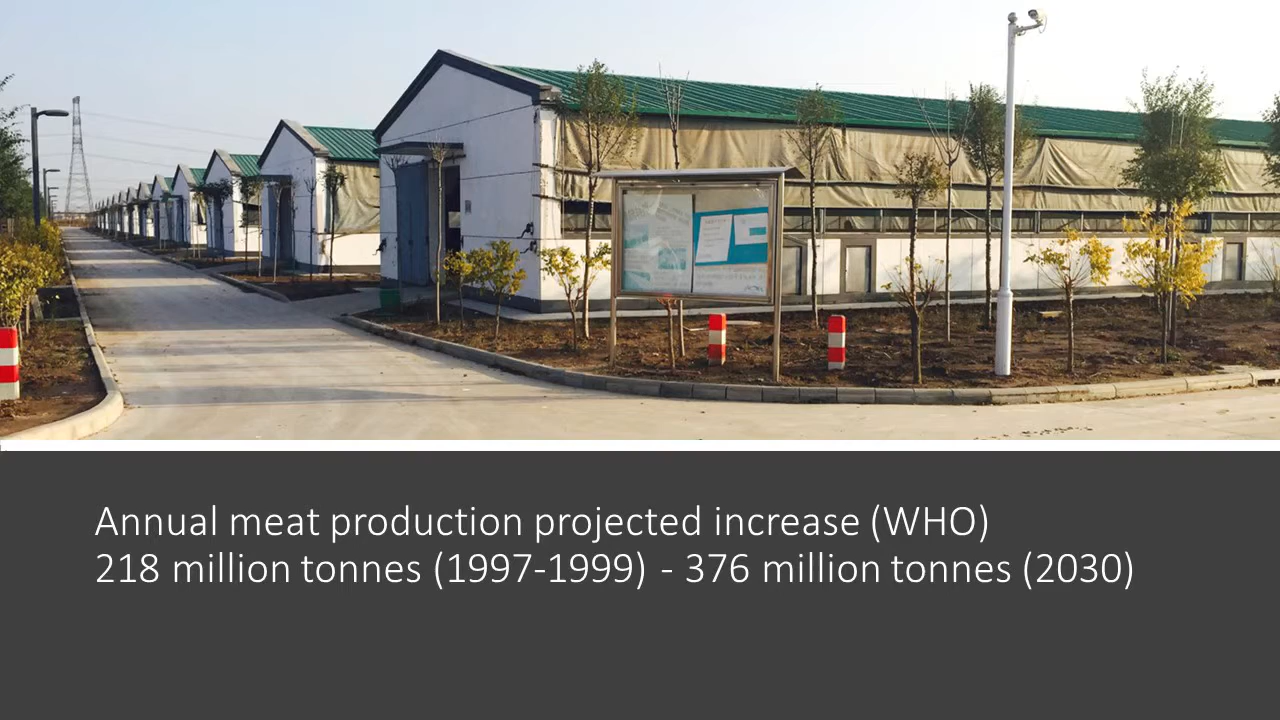 Annual meat production projected increase (WHO)
218 million tonnes (1997-1999) - 376 million tonnes (2030)